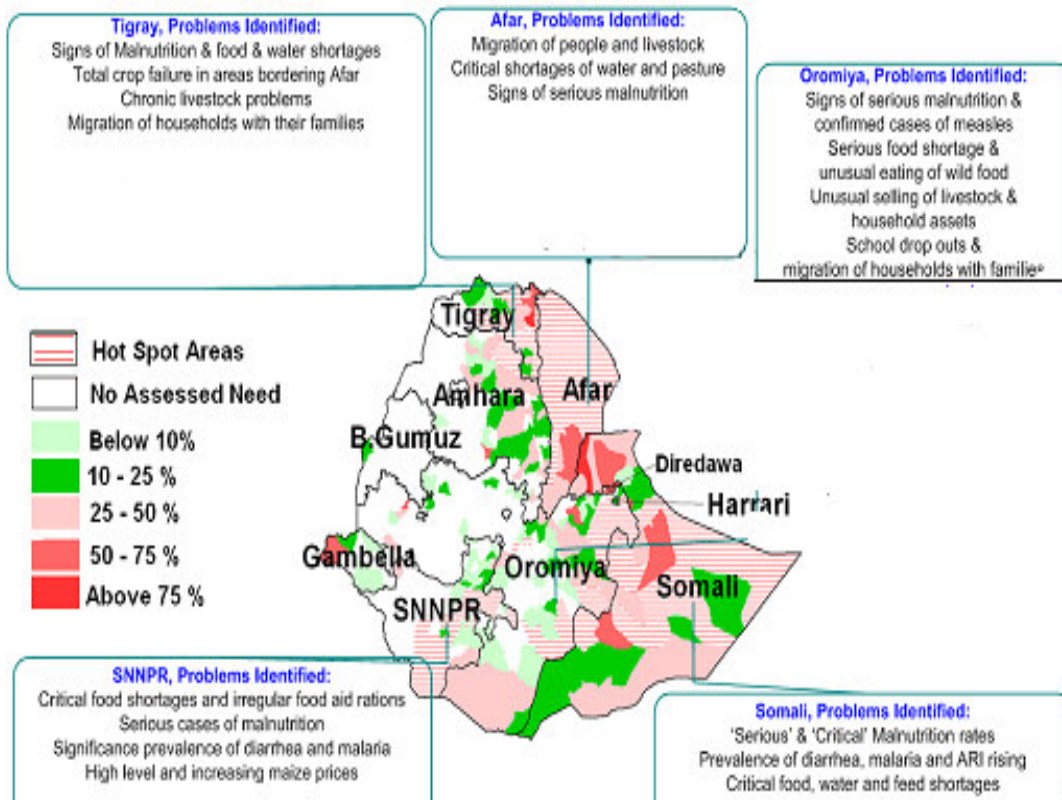 Tigray, Problems Identified:
Signs of Malnutrition & food & water shortages
Total crop failure in areas bordering Afar
Chronic livestock problems
Migration of households with their families
Afar, Problems Identified:
Migration of people and livestock
Critical shortages of water and pasture
Signs of serious malnutrition
Oromiya, Problems Identified:
Signs of serious malnutrition &
confirmed cases of measles
Serious food shortage &
unusual eating of wild food
Unusual selling of livestock &
household assets
School drop outs &
migration of households with families
Hot Spot Areas
No Assessed Need
Below 10%
10 - 25 %
25 - 50 %
50 - 75 %
Above 75 %
Tigray
Amhara
Afar
B.Gumuz
Diredawa
Harrari
Gambella
Oromiya
Somali
SNNPR
SNNPR, Problems Identified:
Critical food shortages and irregular food aid rations
Serious cases of malnutrition
Significance prevalence of diarrhea and malaria
High level and increasing maize prices
Somali, Problems Identified:
'Serious' & 'Critical' Malnutrition rates
Prevalence of diarrhea, malaria and ARI rising
Critical food, water and feed shortages